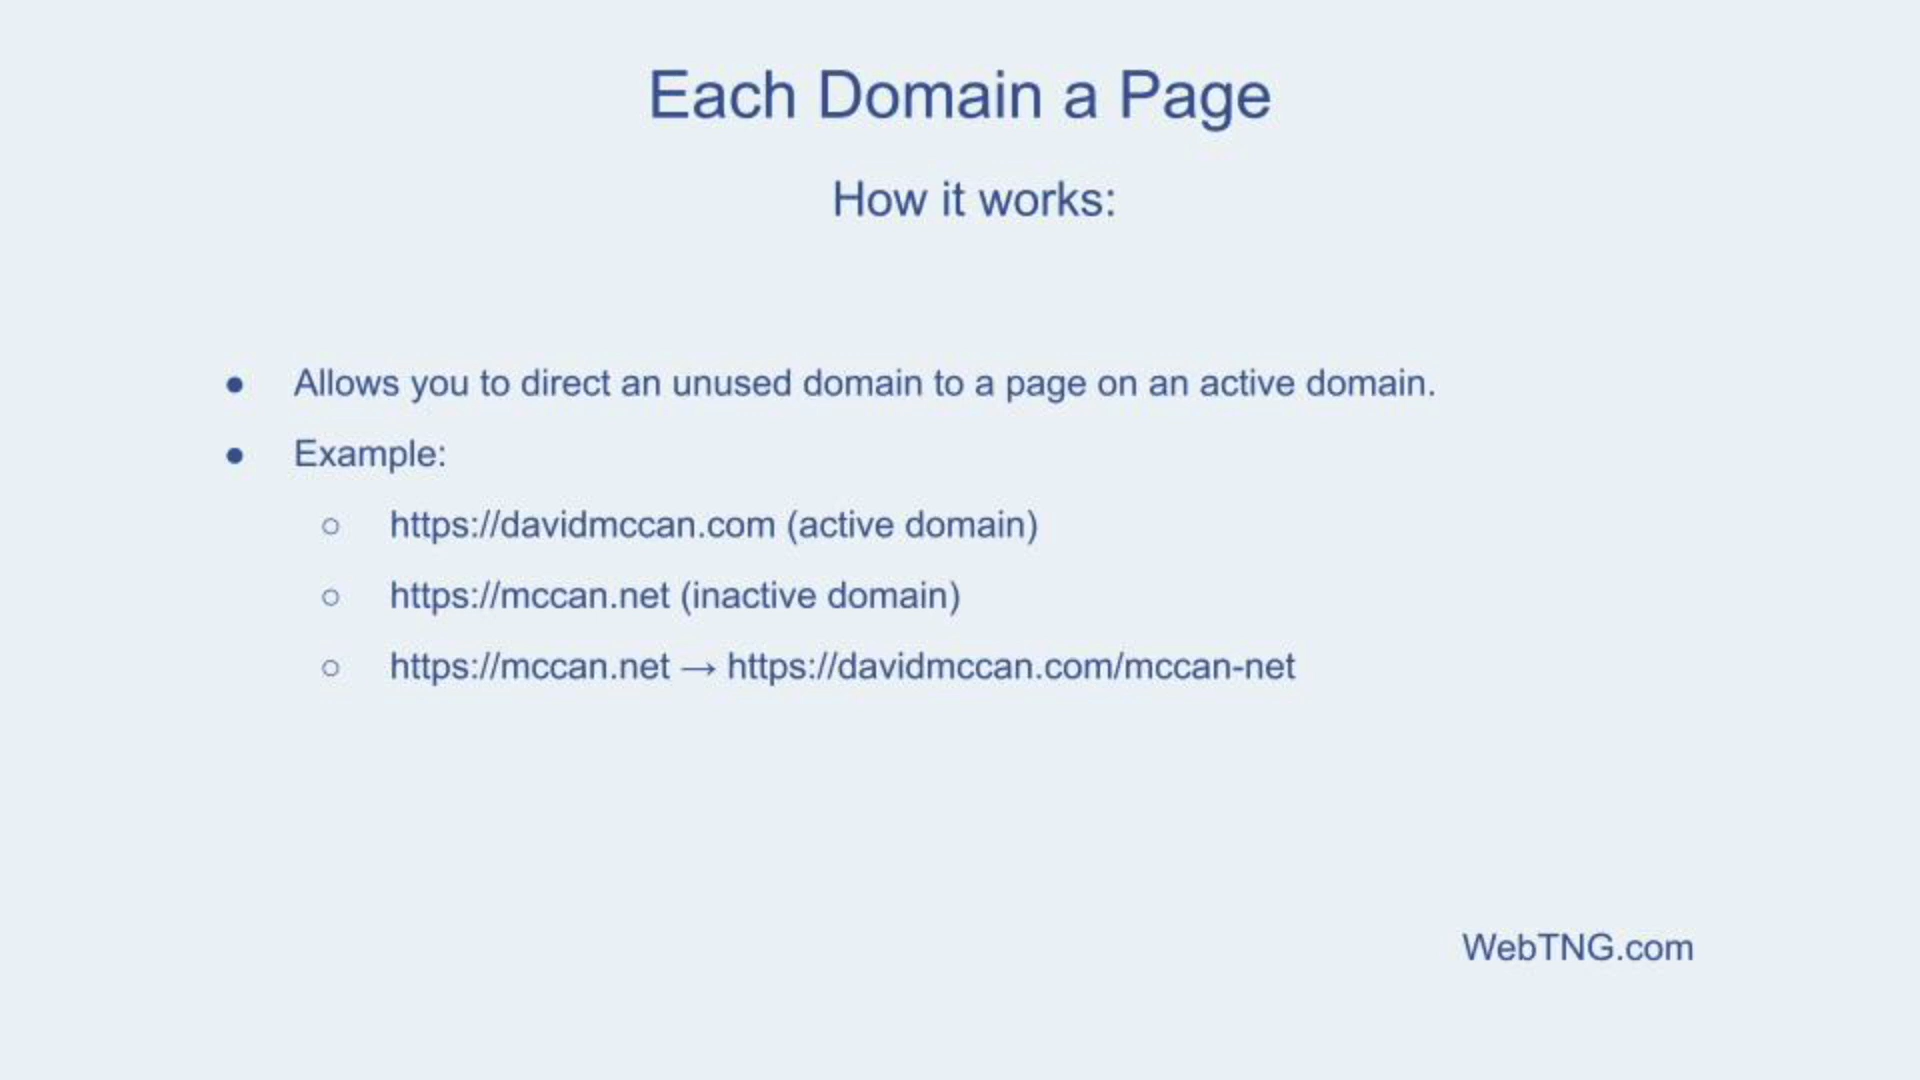 Each Domain a Page
How it works:
● Allows you to direct an unused domain to a page on an active domain.
● Example:
○ https://davidmccan.com (active domain)
○ https://mccan.net (inactive domain)
○ https://mccan.net → https://davidmccan.com/mccan-net
WebTNG.com